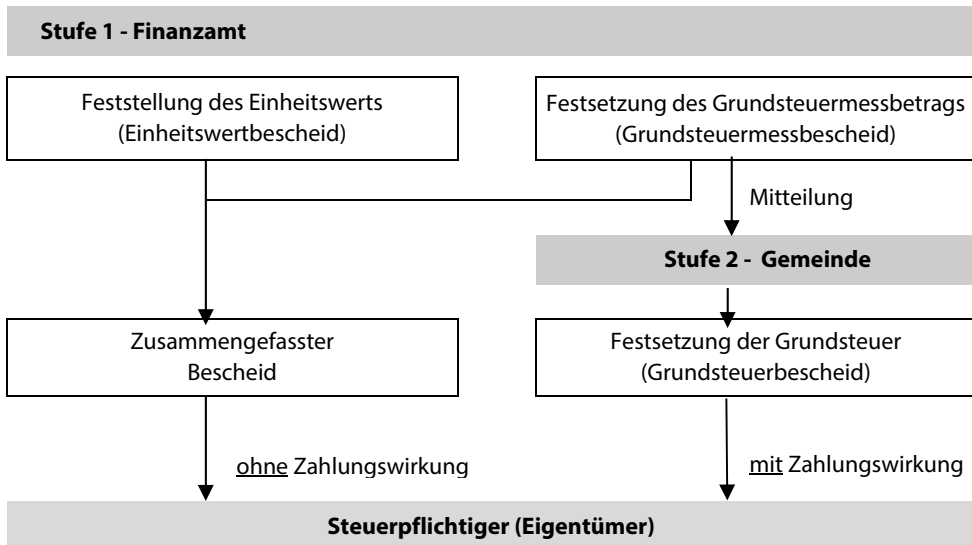 Stufe 1 - Finanzamt
Feststellung des Einheitswerts
(Einheitswertbescheid)
Festsetzung des Grundsteuermessbetrags
(Grundsteuermessbescheid)
Mitteilung
Stufe 2 - Gemeinde
Zusammengefasster
Bescheid
Festsetzung der Grundsteuer
(Grundsteuerbescheid)
ohne Zahlungswirkung
mit Zahlungswirkung
Steuerpflichtiger (Eigentümer)